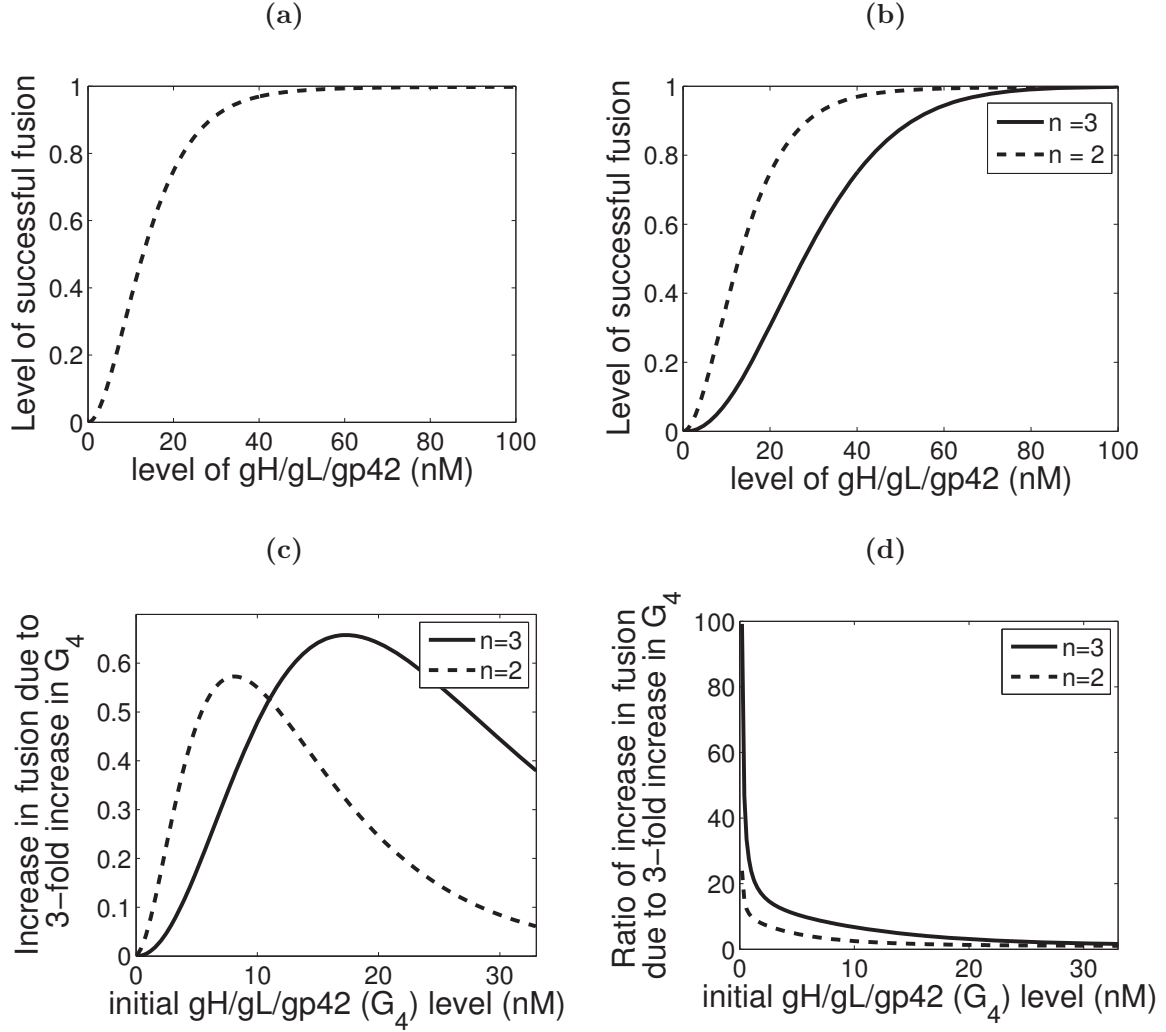 (a)
1
0.8
0.6
0.4
0.2
0
0 20 40 60 80 100
Level of successful fusion
level of gH/gL/gp42 (nM)
(b)
1
0.8
0.6
0.4
0.2
0
0 20 40 60 80 100
Level of successful fusion
level of gH/gL/gp42 (nM)
n =3
n = 2
(c)
0.6
0.5
0.4
0.3
0.2
0.1
0
0 10 20 30
Increase in fusion due to
3−fold increase in G4
initial gH/gL/gp42 (G4) level (nM)
n=3
n=2
(d)
100
80
60
40
20
0
0 10 20 30
Ratio of increase in fusion
due to 3−fold increase in G4
initial gH/gL/gp42 (G4) level (nM)
n=3
n=2